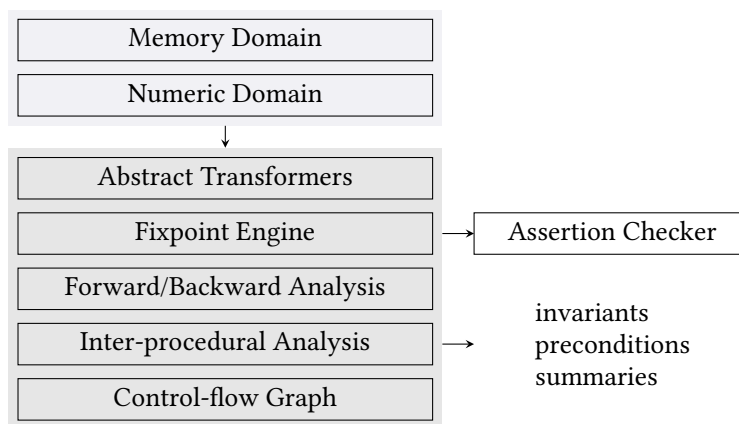 Memory Domain
Numeric Domain
Abstract Transformers
Fixpoint Engine
Assertion Checker
Forward/Backward Analysis
Inter-procedural Analysis
invariants
preconditions
summaries
Control-flow Graph